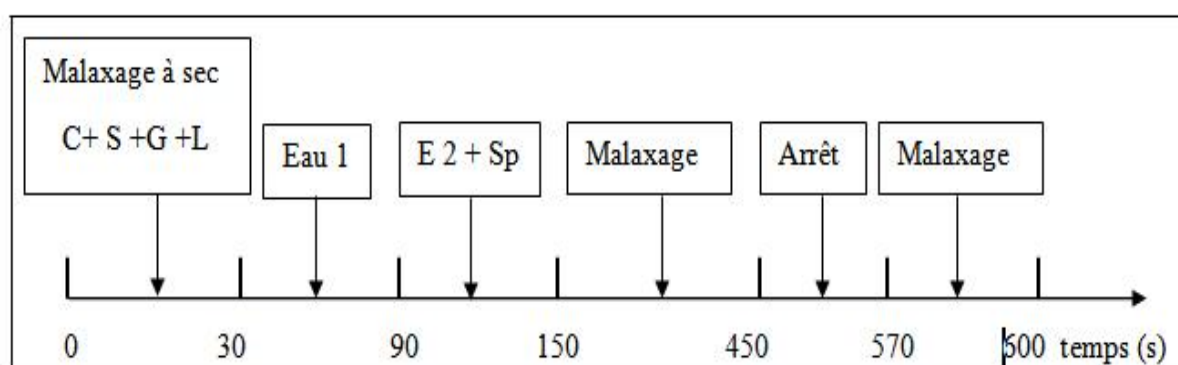 Malaxage à sec
C+ S +G +L
Eau 1
E 2 + Sp
Malaxage
Arrêt
Malaxage
0 30 90 150 450 570 600 temps (s)